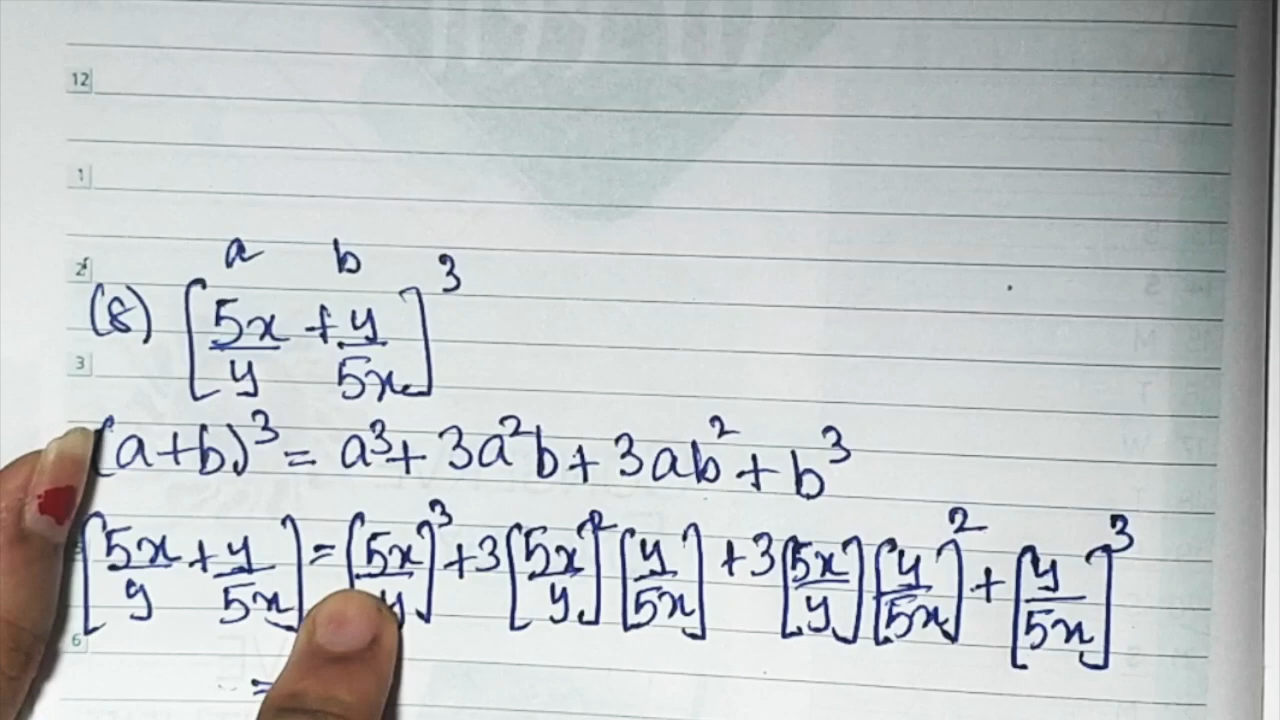 12
1
a b
2
(8) [5x/y + y/5x]^3
3
(a+b)^3 = a^3 + 3a^2b + 3ab^2 + b^3
[5x/y + y/5x] = [5x/y]^3 + 3[5x/y]^2 [y/5x] + 3[5x/y][y/5x]^2 + [y/5x]^3
6
=